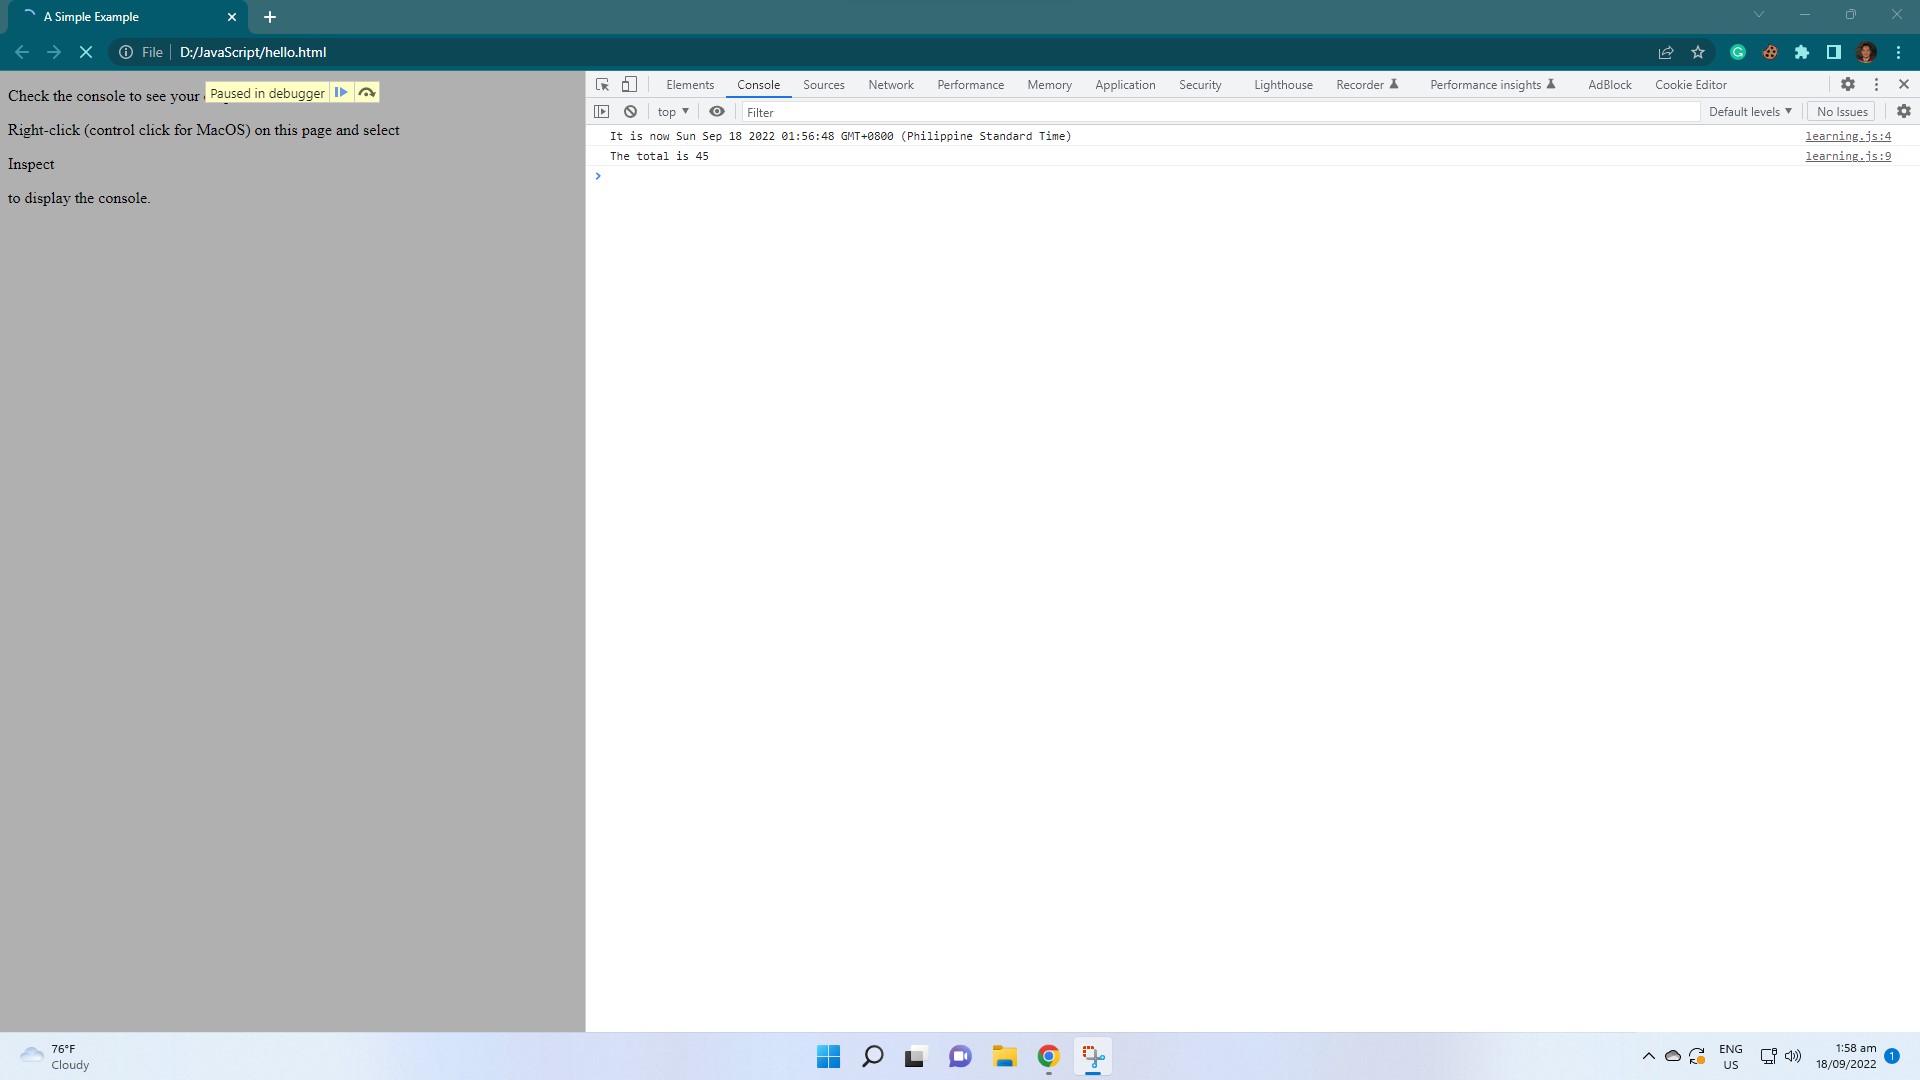 A Simple Example
File
D:/JavaScript/hello.html
Check the console to see your
Paused in debugger
Right-click (control click for MacOS) on this page and select
Inspect
to display the console.
Elements Console Sources Network Performance Memory Application Security Lighthouse Recorder Performance insights AdBlock Cookie Editor
top Filter Default levels No Issues
It is now Sun Sep 18 2022 01:56:48 GMT+0800 (Philippine Standard Time) learning.js:4
The total is 45 learning.js:9
76°F
Cloudy
ENG
US
1:58 am
18/09/2022
1